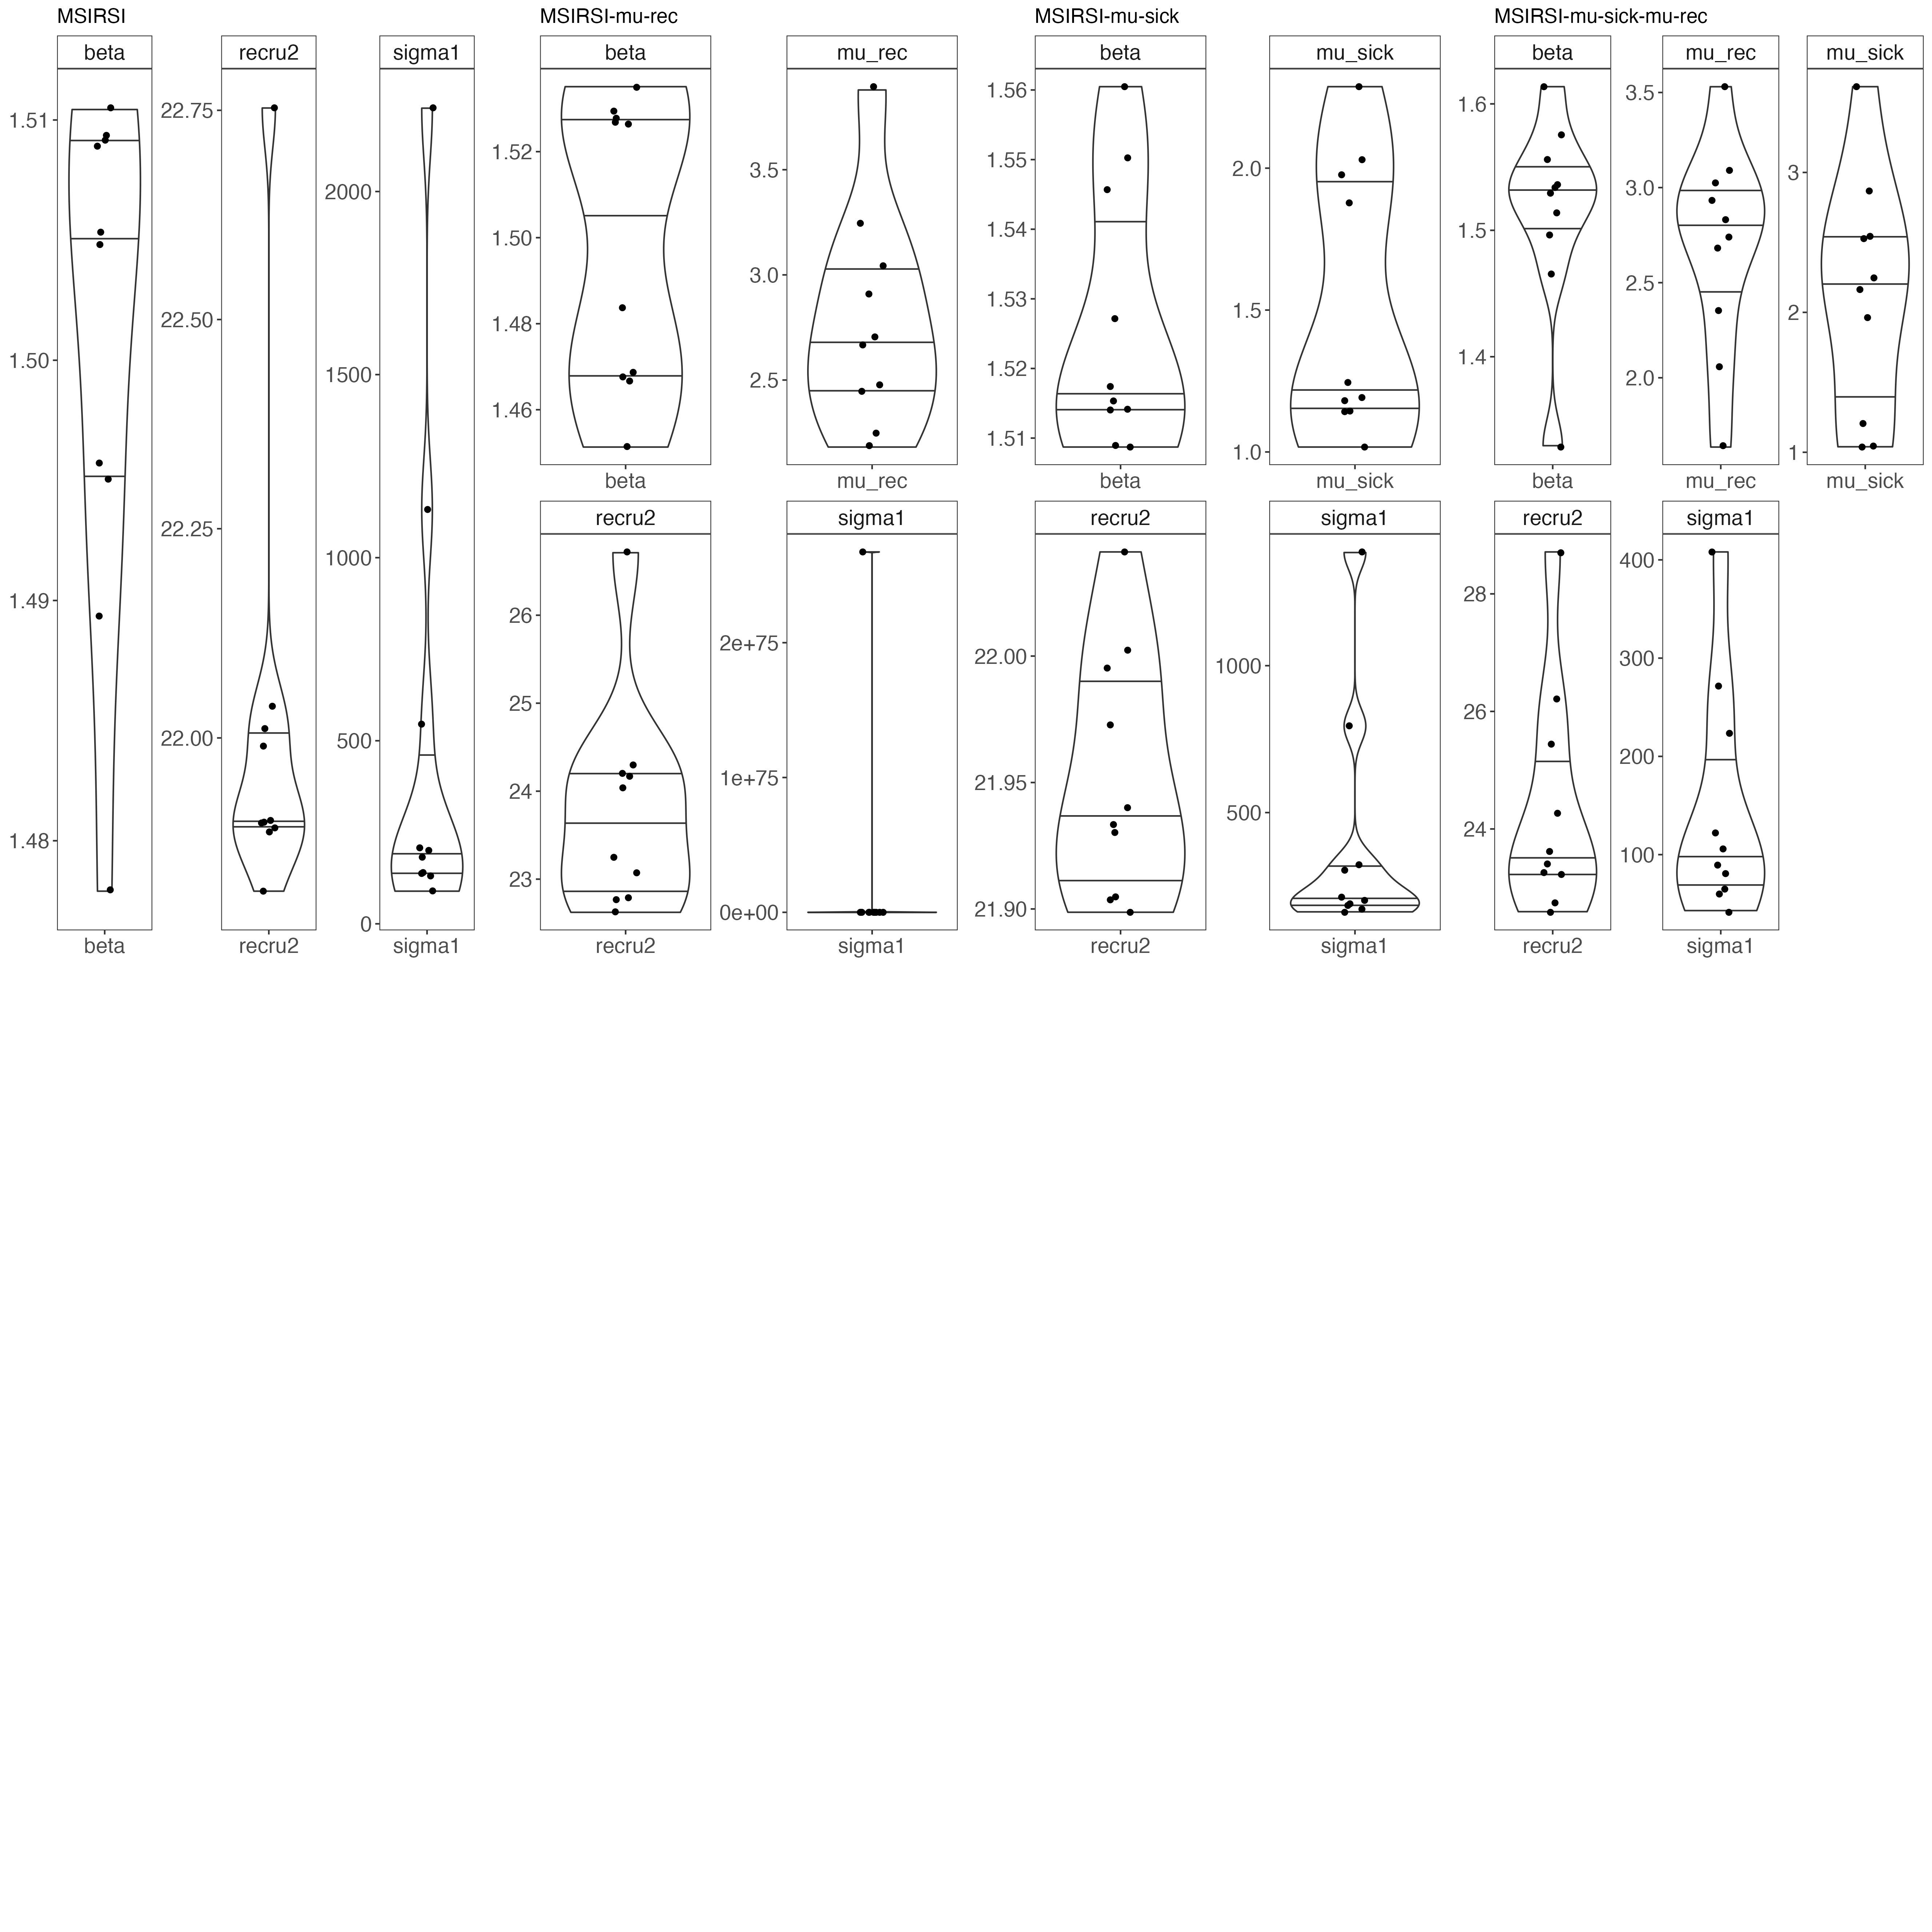 MSIRSI
beta
1.51
1.50
1.49
1.48
beta
recru2
22.75
22.50
22.25
22.00
recru2
sigma1
2000
1500
1000
500
0
sigma1
MSIRSI-mu-rec
beta
1.52
1.50
1.48
1.46
beta
mu_rec
3.5
3.0
2.5
mu_rec
recru2
26
25
24
23
recru2
sigma1
2e+75
1e+75
0e+00
sigma1
MSIRSI-mu-sick
beta
1.56
1.55
1.54
1.53
1.52
1.51
beta
mu_sick
2.0
1.5
1.0
mu_sick
recru2
22.00
21.95
21.90
recru2
sigma1
1000
500
sigma1
MSIRSI-mu-sick-mu-rec
beta
1.6
1.5
1.4
beta
mu_rec
3.5
3.0
2.5
2.0
mu_rec
mu_sick
3
2
1
mu_sick
recru2
28
26
24
recru2
sigma1
400
300
200
100
sigma1